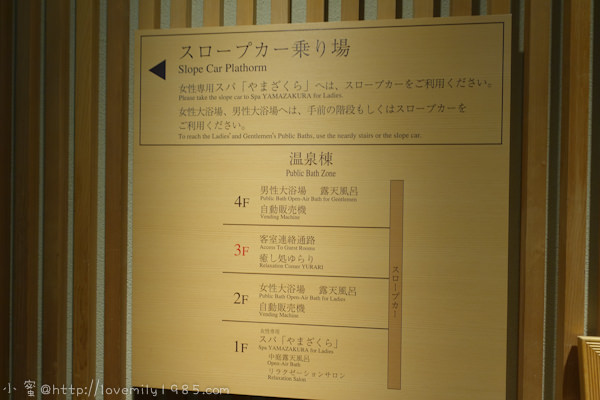 スロープカー乗り場
Slope Car Plathorm
女性専用スパ「やまざくら」へは、スロープカーをご利用ください。
Please take the slope car to Spa YAMAZAKURA for Ladies.
女性大浴場、男性大浴場へは、手前の階段もしくはスロープカーを
ご利用ください。
To reach the Ladies' and Gentlemen's Public Baths, use the nearily stairs or the slope car.
温泉棟
Public Bath Zone
4F
男性大浴場 露天風呂
Public Bath Open-Air Bath for Gentlemen
自動販売機
Vending Machine
3F
客室連絡通路
Access To Guest Rooms
癒し処ゆらり
Relaxation Corner YURARI
2F
女性大浴場 露天風呂
Public Bath Open-Air Bath for Ladies
自動販売機
Vending Machine
1F
女性専用
スパ「やまざくら」
Spa YAMAZAKURA for Ladies
中庭露天風呂
Open-Air Bath
リラクゼーションサロン
Relaxation Salon
スロープカー
小蜜@http://lovemily1985.com/